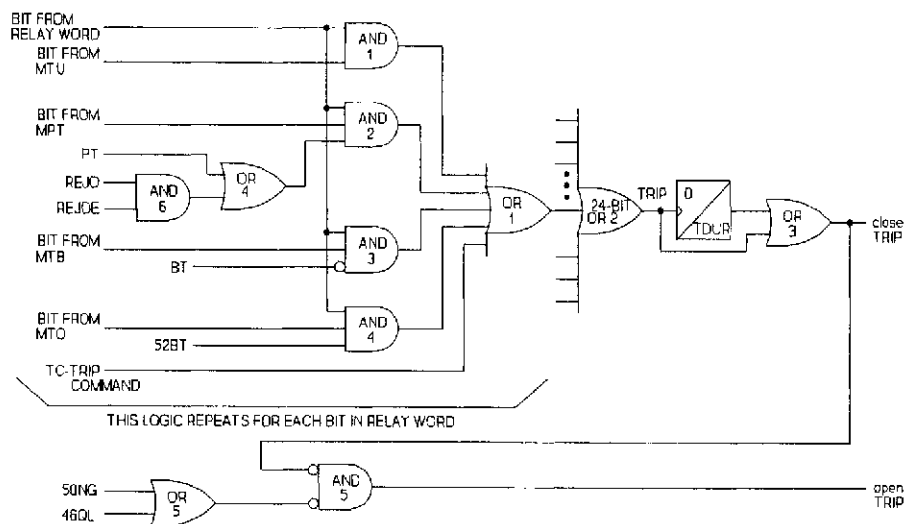 BIT FROM
RELAY WORD
BIT FROM
MTU
AND
1
BIT FROM
MPT
AND
2
PT
OR
4
REJO
REJOE
AND
6
OR
1
24-BIT
OR 2
TRIP
0
TDUR
OR
3
close
TRIP
BIT FROM
MTB
BT
AND
3
BIT FROM
MTO
52BT
AND
4
TC-TRIP
COMMAND
THIS LOGIC REPEATS FOR EACH BIT IN RELAY WORD
AND
5
50NG
46QL
OR
5
open
TRIP